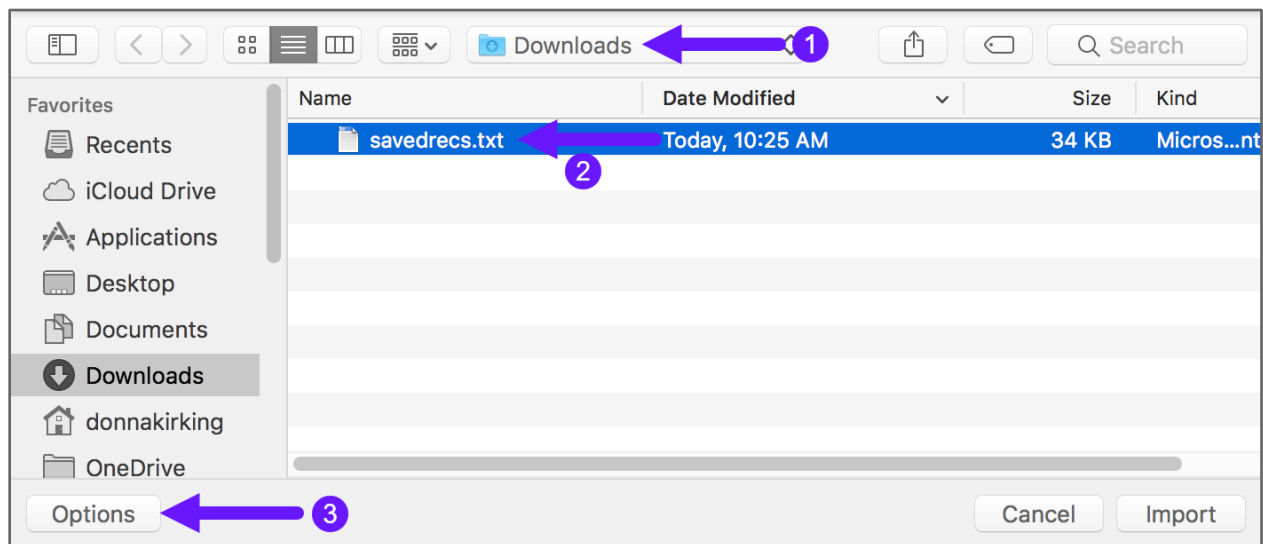 Downloads 1 Search
Favorites
Name Date Modified Size Kind
Recents
savedrecs.txt Today, 10:25 AM 34 KB Micros...nt
2
iCloud Drive
Applications
Desktop
Documents
Downloads
donnakirking
OneDrive
Options 3 Cancel Import